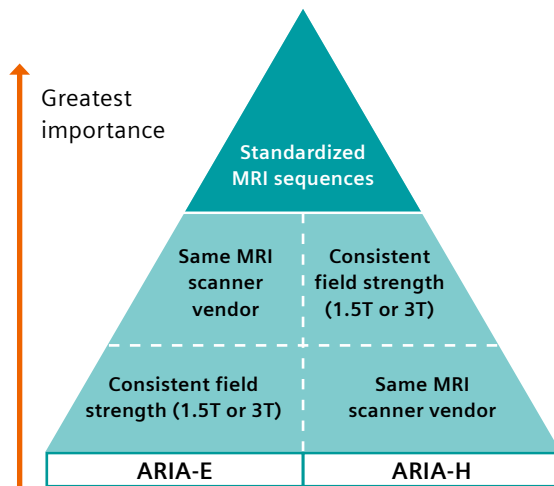 Greatest
importance
Standardized
MRI sequences
Same MRI
scanner
vendor
Consistent
field strength
(1.5T or 3T)
Consistent field
strength (1.5T or 3T)
Same MRI
scanner vendor
ARIA-E
ARIA-H